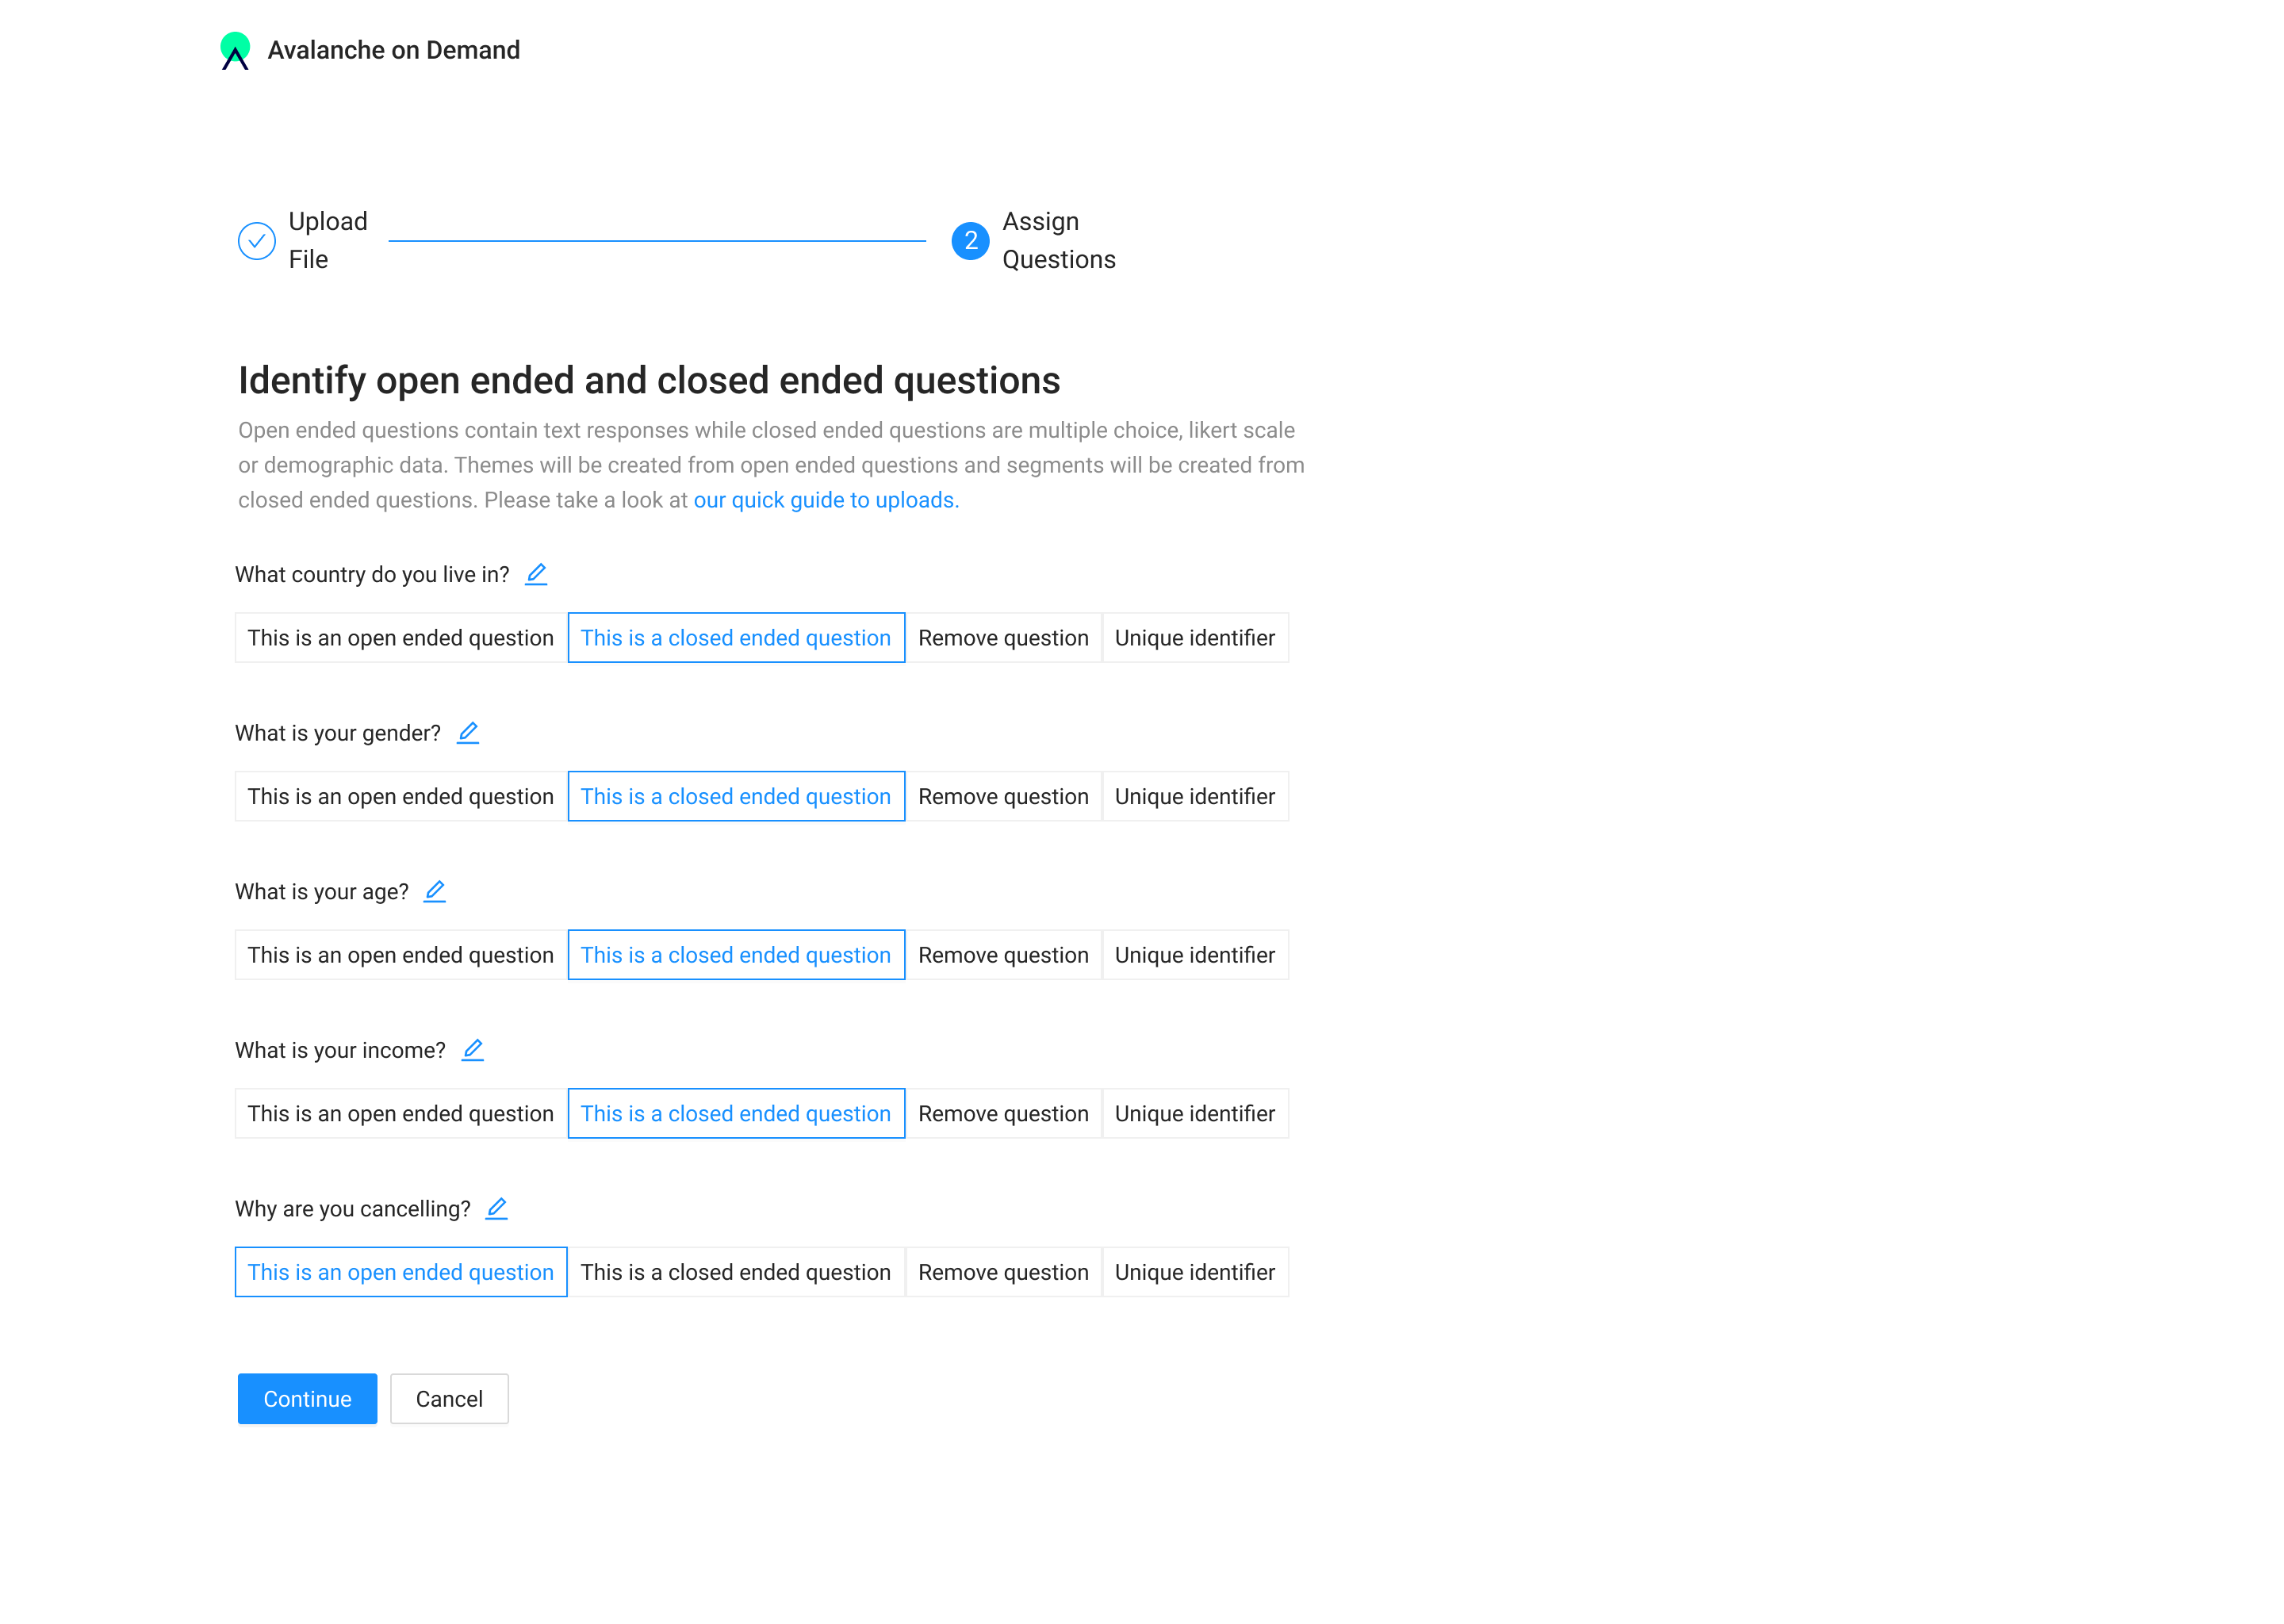 Avalanche on Demand
Upload
File
2
Assign
Questions
Identify open ended and closed ended questions
Open ended questions contain text responses while closed ended questions are multiple choice, likert scale
or demographic data. Themes will be created from open ended questions and segments will be created from
closed ended questions. Please take a look at our quick guide to uploads.
What country do you live in?
This is an open ended question This is a closed ended question Remove question Unique identifier
What is your gender?
This is an open ended question This is a closed ended question Remove question Unique identifier
What is your age?
This is an open ended question This is a closed ended question Remove question Unique identifier
What is your income?
This is an open ended question This is a closed ended question Remove question Unique identifier
Why are you cancelling?
This is an open ended question This is a closed ended question Remove question Unique identifier
Continue Cancel